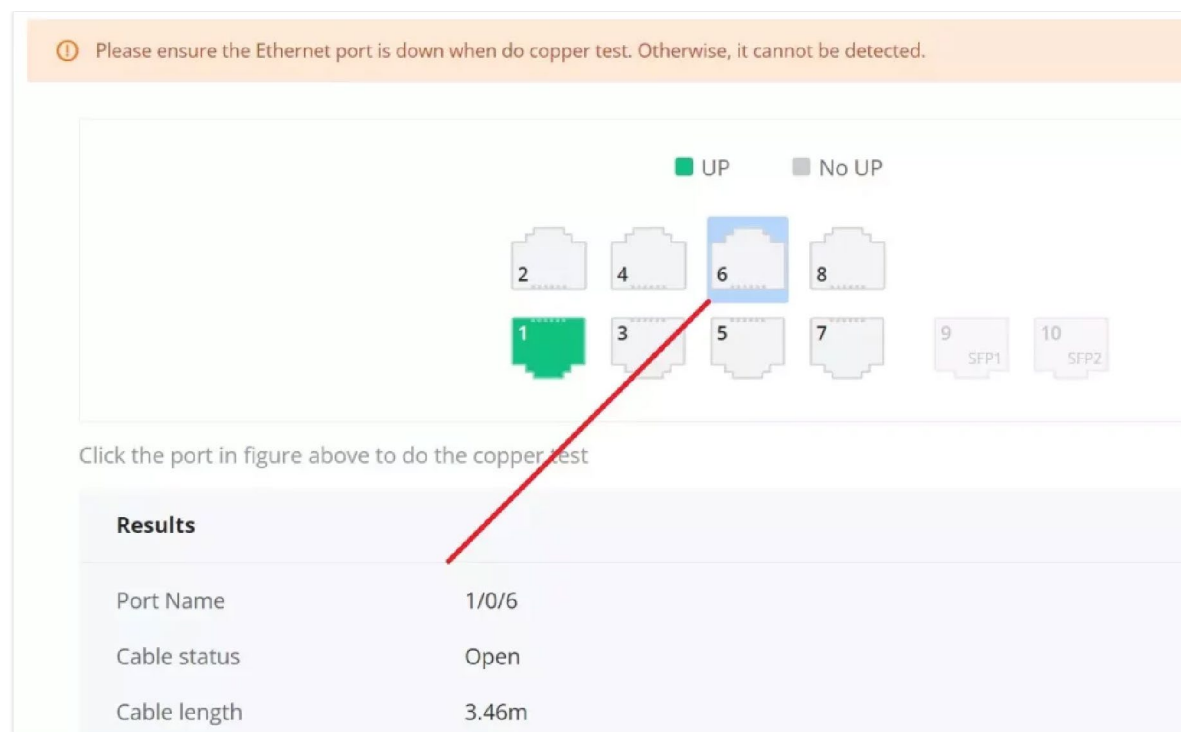 Please ensure the Ethernet port is down when do copper test. Otherwise, it cannot be detected.
UP No UP
2 4 6 8
1 3 5 7 9 SFP1 10 SFP2
Click the port in figure above to do the copper test
Results
Port Name 1/0/6
Cable status Open
Cable length 3.46m